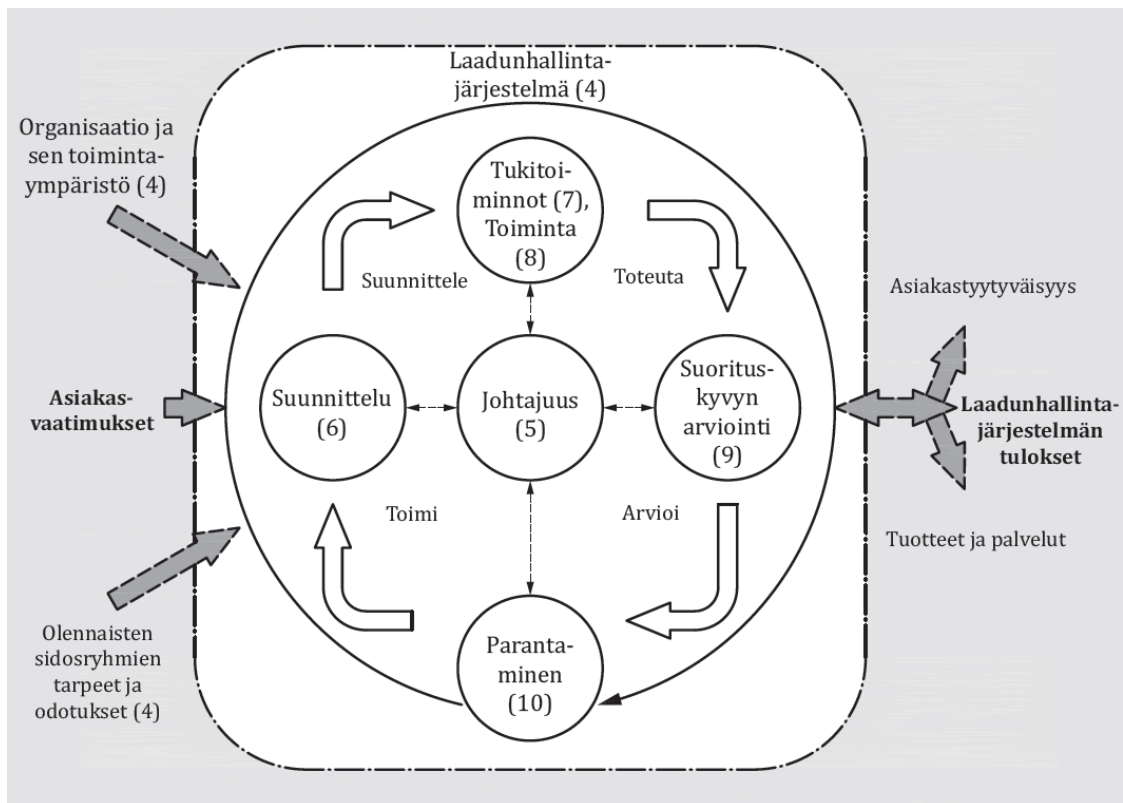 Laadunhallinta-
järjestelmä (4)
Organisaatio ja
sen toiminta-
ympäristö (4)
Tukitoi-
minnot (7),
Toiminta
(8)
Suunnittele
Toteuta
Asiakastyytyväisyys
Asiakas-
vaatimukset
Suunnittelu
(6)
Johtajuus
(5)
Suoritus-
kyvyn
arviointi
(9)
Laadunhallinta-
järjestelmän
tulokset
Toimi
Arvioi
Tuotteet ja palvelut
Olennaisten
sidosryhmien
tarpeet ja
odotukset (4)
Paranta-
minen
(10)